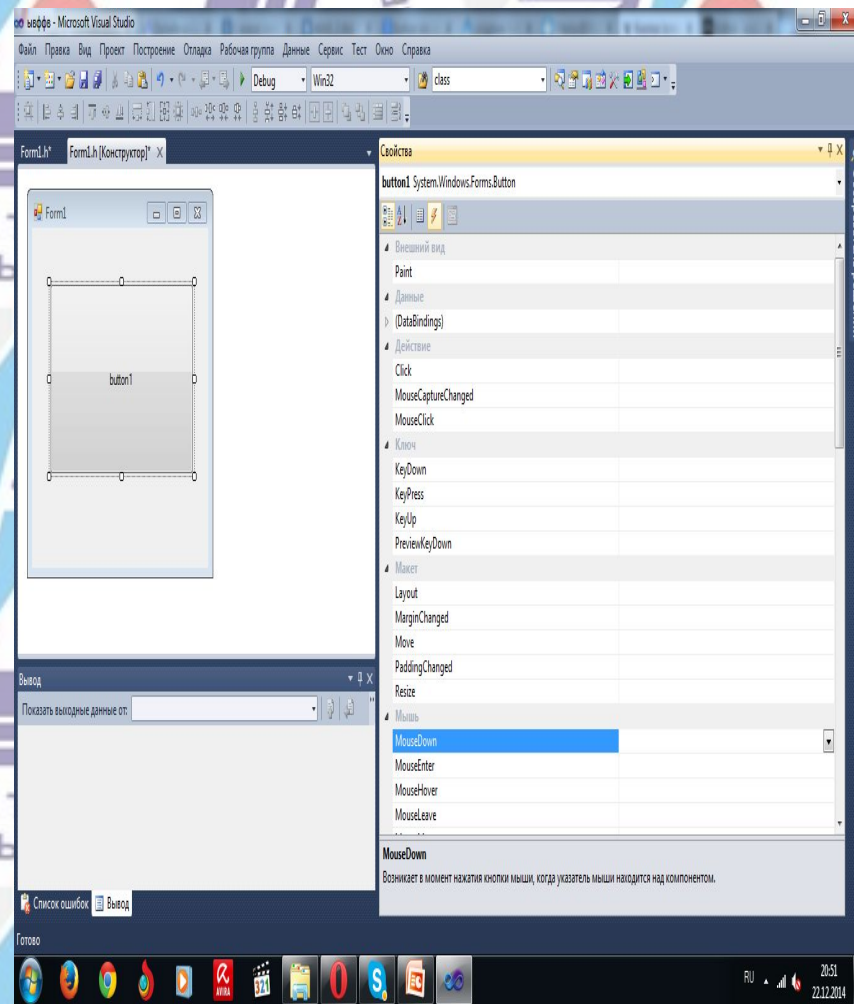 ывффв - Microsoft Visual Studio
Файл Правка Вид Проект Построение Отладка Рабочая группа Данные Сервис Тест Окно Справка
Debug Win32 class
Form1.h* Form1.h [Конструктор]* X
Form1
button1
Вывод
Показать выходные данные от:
Список ошибок Вывод
Готово
Свойства
button1 System.Windows.Forms.Button
Внешний вид
Paint
Данные
(DataBindings)
Действие
Click
MouseCaptureChanged
MouseClick
Ключ
KeyDown
KeyPress
KeyUp
PreviewKeyDown
Макет
Layout
MarginChanged
Move
PaddingChanged
Resize
Мышь
MouseDown
MouseEnter
MouseHover
MouseLeave
MouseDown
Возникает в момент нажатия кнопки мыши, когда указатель мыши находится над компонентом.
AVIRA
321
RU
20:51
22.12.2014